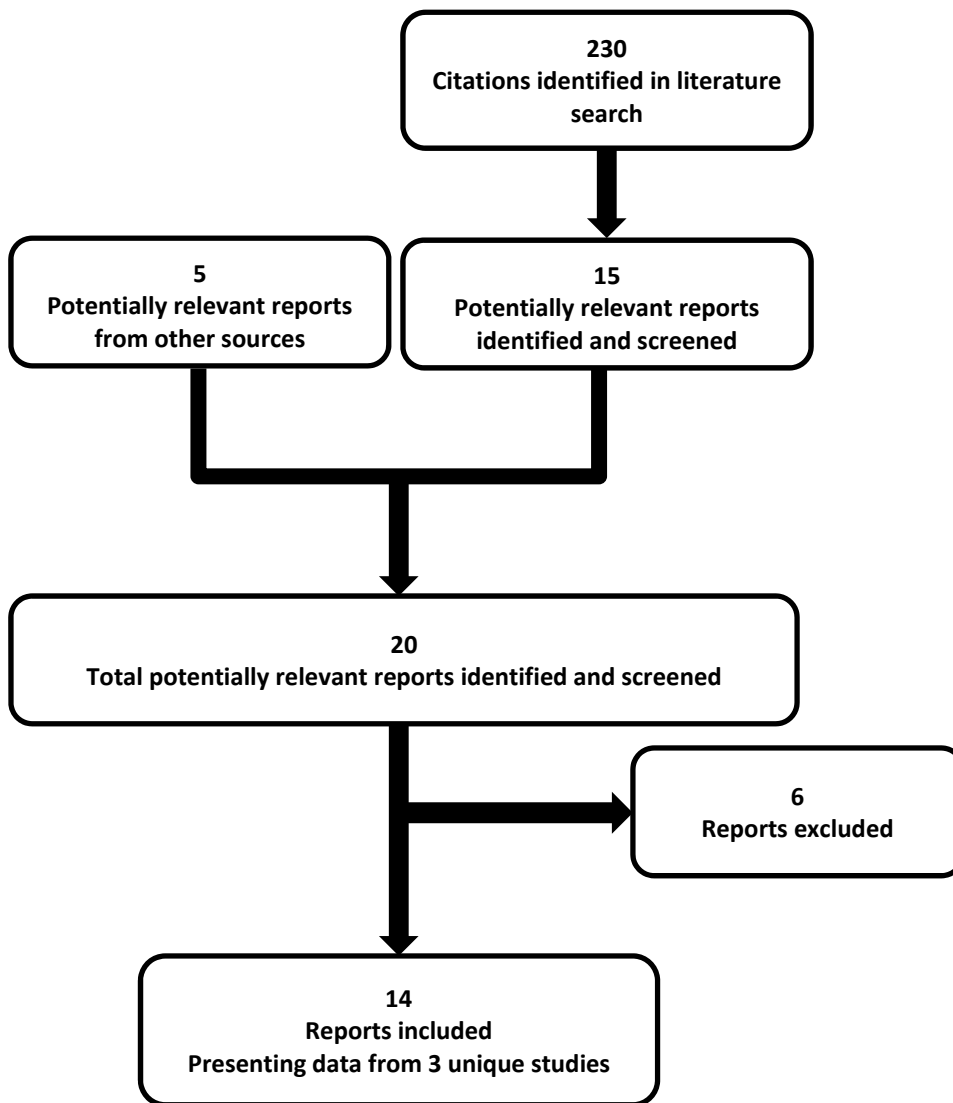 230
Citations identified in literature
search
5
Potentially relevant reports
from other sources
15
Potentially relevant reports
identified and screened
20
Total potentially relevant reports identified and screened
6
Reports excluded
14
Reports included
Presenting data from 3 unique studies